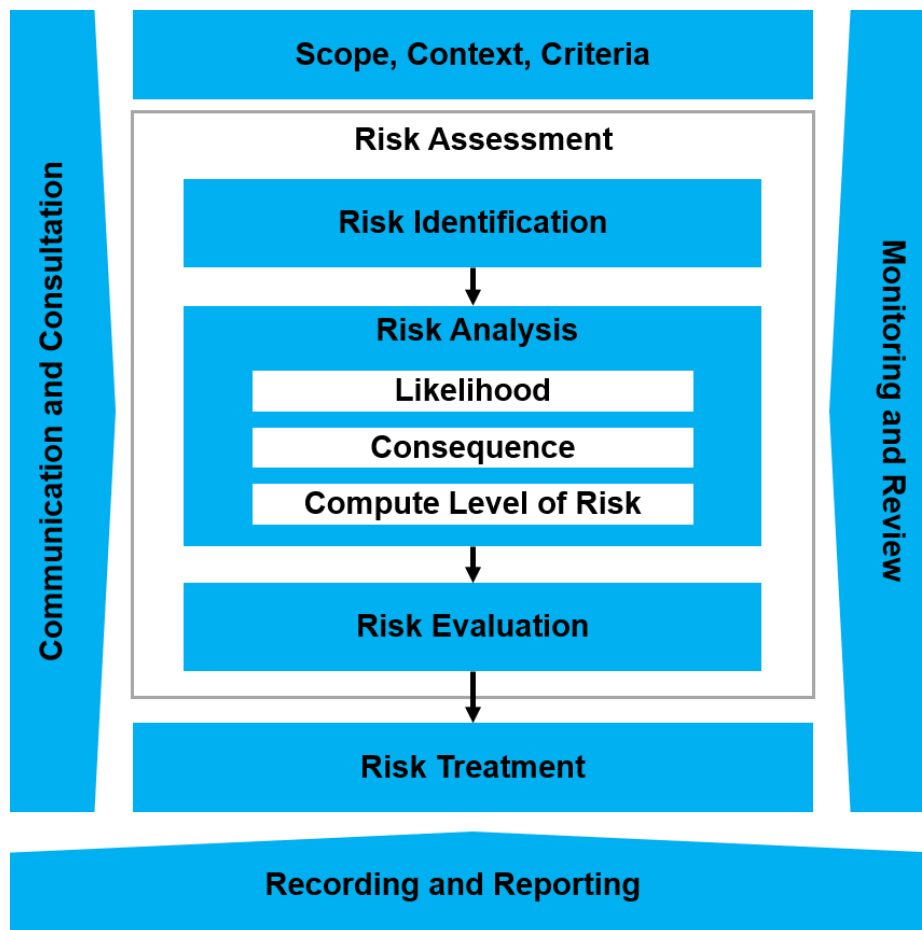 Scope, Context, Criteria
Risk Assessment
Risk Identification
Risk Analysis
Likelihood
Consequence
Compute Level of Risk
Risk Evaluation
Risk Treatment
Communication and Consultation
Monitoring and Review
Recording and Reporting